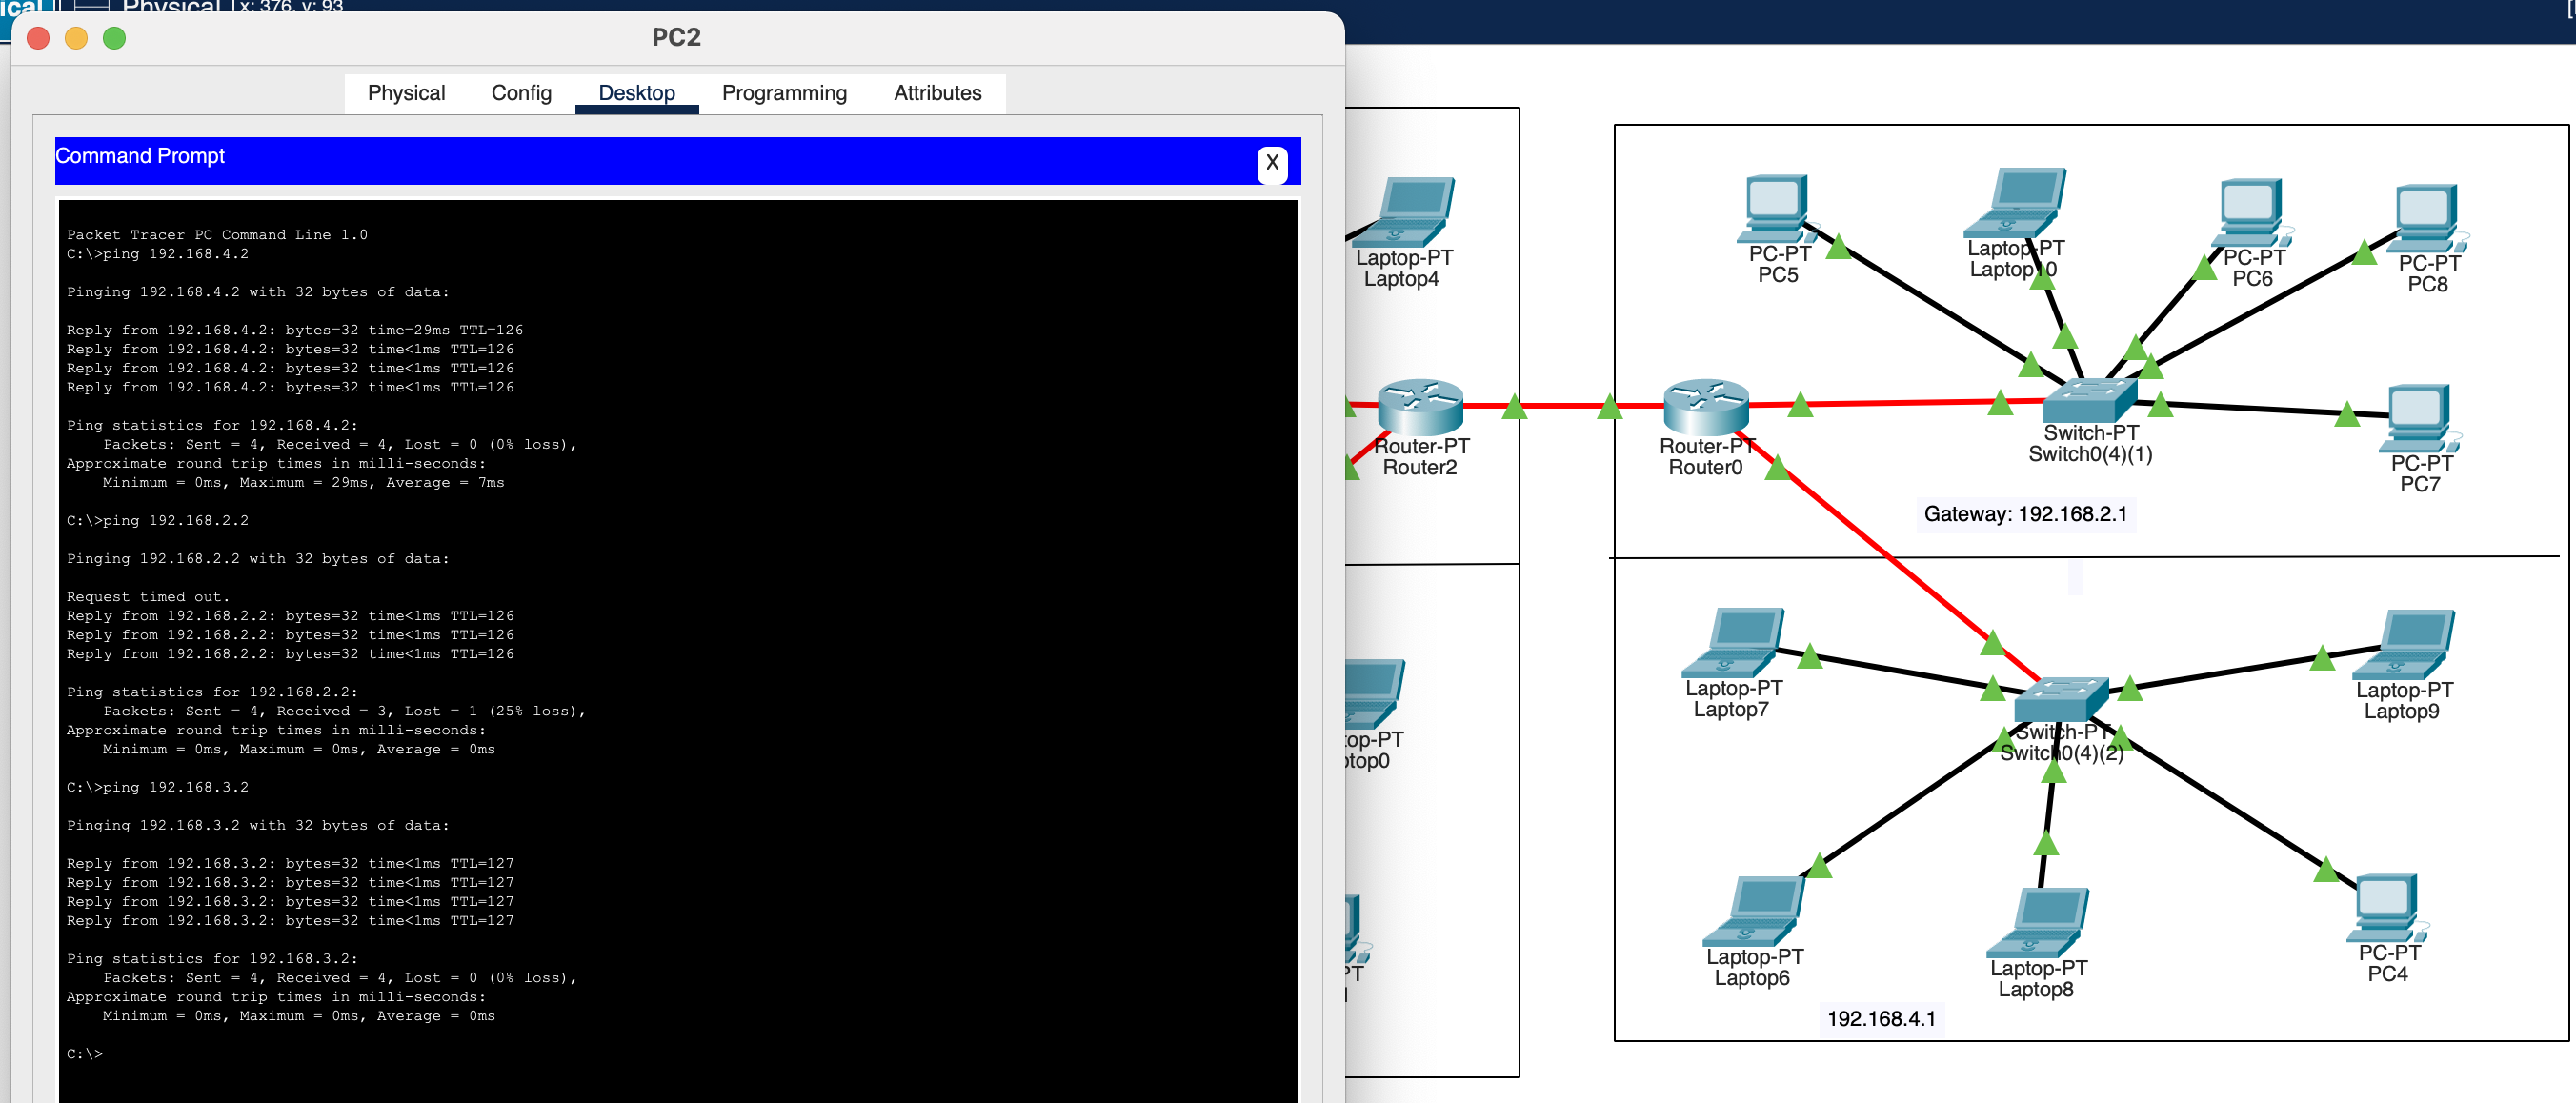 Physical
x: 376, y: 93
PC2
Physical Config Desktop Programming Attributes
Command Prompt
X
Packet Tracer PC Command Line 1.0
C:\>ping 192.168.4.2
Pinging 192.168.4.2 with 32 bytes of data:
Reply from 192.168.4.2: bytes=32 time=29ms TTL=126
Reply from 192.168.4.2: bytes=32 time<1ms TTL=126
Reply from 192.168.4.2: bytes=32 time<1ms TTL=126
Reply from 192.168.4.2: bytes=32 time<1ms TTL=126
Ping statistics for 192.168.4.2:
Packets: Sent = 4, Received = 4, Lost = 0 (0% loss),
Approximate round trip times in milli-seconds:
Minimum = 0ms, Maximum = 29ms, Average = 7ms
C:\>ping 192.168.2.2
Pinging 192.168.2.2 with 32 bytes of data:
Request timed out.
Reply from 192.168.2.2: bytes=32 time<1ms TTL=126
Reply from 192.168.2.2: bytes=32 time<1ms TTL=126
Reply from 192.168.2.2: bytes=32 time<1ms TTL=126
Ping statistics for 192.168.2.2:
Packets: Sent = 4, Received = 3, Lost = 1 (25% loss),
Approximate round trip times in milli-seconds:
Minimum = 0ms, Maximum = 0ms, Average = 0ms
C:\>ping 192.168.3.2
Pinging 192.168.3.2 with 32 bytes of data:
Reply from 192.168.3.2: bytes=32 time<1ms TTL=127
Reply from 192.168.3.2: bytes=32 time<1ms TTL=127
Reply from 192.168.3.2: bytes=32 time<1ms TTL=127
Reply from 192.168.3.2: bytes=32 time<1ms TTL=127
Ping statistics for 192.168.3.2:
Packets: Sent = 4, Received = 4, Lost = 0 (0% loss),
Approximate round trip times in milli-seconds:
Minimum = 0ms, Maximum = 0ms, Average = 0ms
C:\>
Laptop-PT
Laptop4
Router-PT
Router2
PC-PT
PC5
Laptop-PT
Laptop10
PC-PT
PC6
PC-PT
PC8
Router-PT
Router0
Switch-PT
Switch0(4)(1)
PC-PT
PC7
Gateway: 192.168.2.1
Laptop-PT
Laptop7
Switch-PT
Switch0(4)(2)
Laptop-PT
Laptop9
Laptop-PT
Laptop6
Laptop-PT
Laptop8
PC-PT
PC4
192.168.4.1